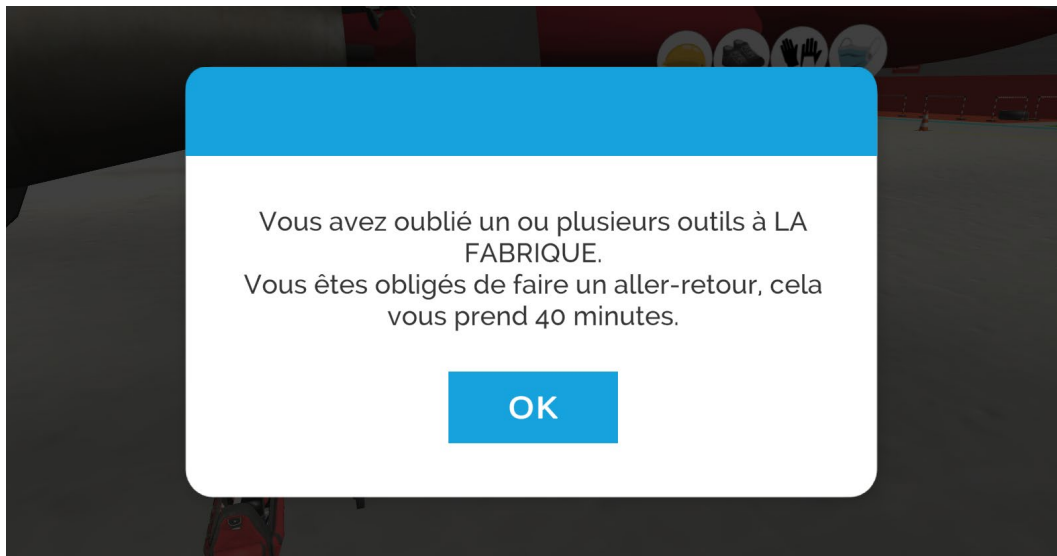 Vous avez oublié un ou plusieurs outils à LA
FABRIQUE.
Vous êtes obligés de faire un aller-retour, cela
vous prend 40 minutes.
OK